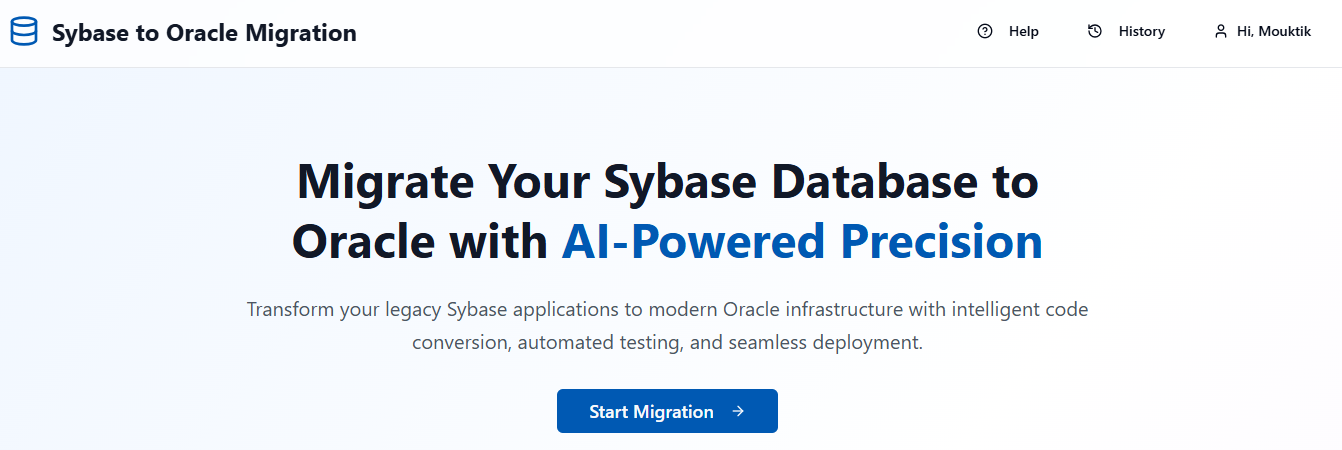 Sybase to Oracle Migration
Help
History
Hi, Mouktik
Migrate Your Sybase Database to
Oracle with AI-Powered Precision
Transform your legacy Sybase applications to modern Oracle infrastructure with intelligent code
conversion, automated testing, and seamless deployment.
Start Migration